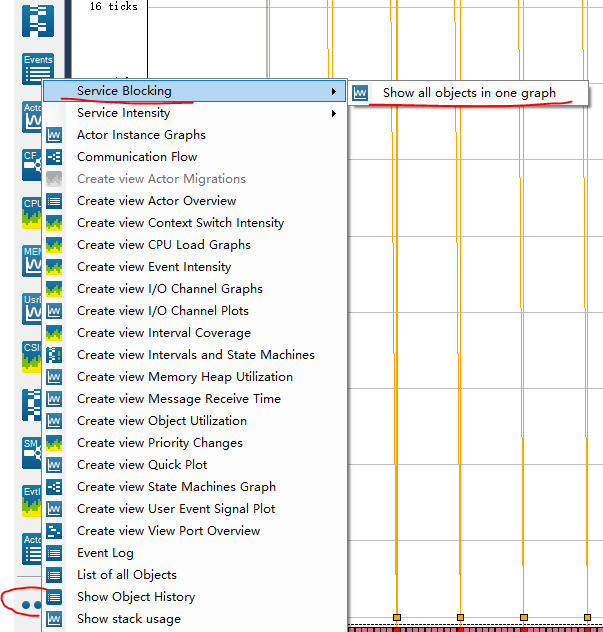 16 ticks
Events
Service Blocking
Show all objects in one graph
Acto
Service Intensity
Actor Instance Graphs
CF
Communication Flow
Create view Actor Migrations
CPU
Create view Actor Overview
Create view Context Switch Intensity
MEM
Create view CPU Load Graphs
Create view Event Intensity
Create view I/O Channel Graphs
UsrE
Create view I/O Channel Plots
Create view Interval Coverage
CSI
Create view Intervals and State Machines
Create view Memory Heap Utilization
Create view Message Receive Time
Create view Object Utilization
SM
Create view Priority Changes
Create view Quick Plot
Create view State Machines Graph
EvtI
Create view User Event Signal Plot
Create view View Port Overview
Acto
Event Log
List of all Objects
Show Object History
Show stack usage